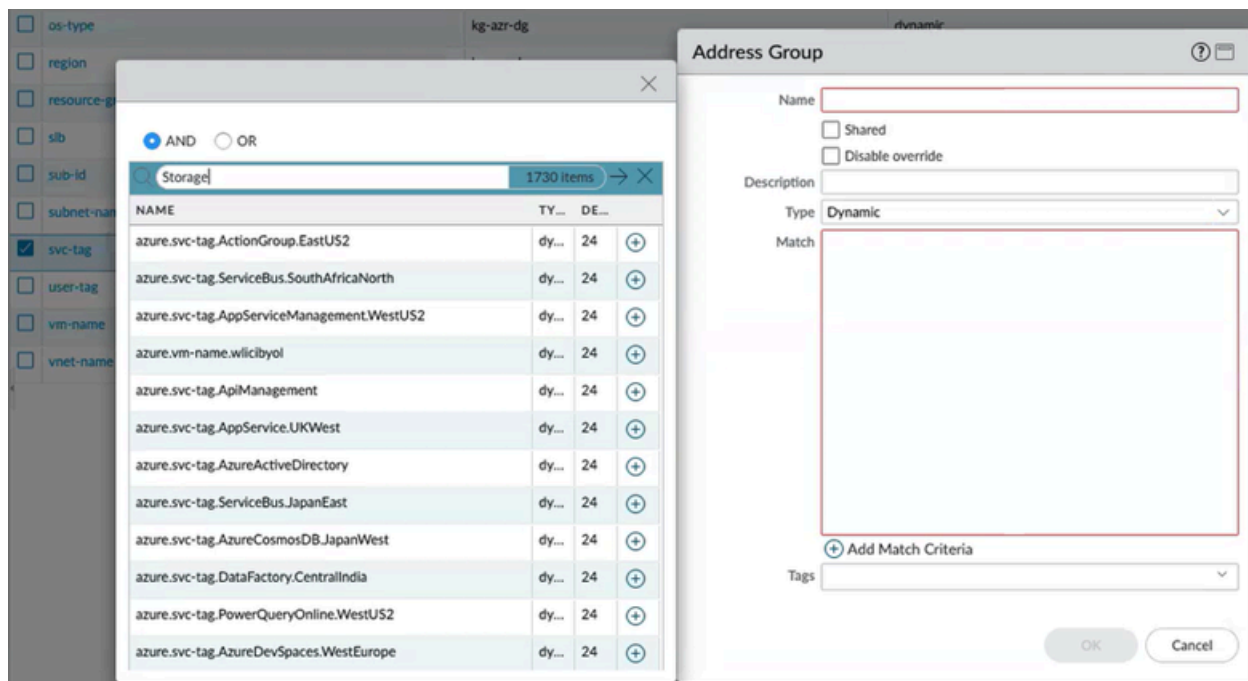 os-type kg-azr-dg dynamic
region
resource-g
slb
sub-id
subnet-nam
svc-tag
user-tag
vm-name
vnet-name
AND OR
Storage 1730 items
NAME TY... DE...
azure.svc-tag.ActionGroup.EastUS2 dy... 24
azure.svc-tag.ServiceBus.SouthAfricaNorth dy... 24
azure.svc-tag.AppServiceManagement.WestUS2 dy... 24
azure.vm-name.wlicibyol dy... 24
azure.svc-tag.ApiManagement dy... 24
azure.svc-tag.AppService.UKWest dy... 24
azure.svc-tag.AzureActiveDirectory dy... 24
azure.svc-tag.ServiceBus.JapanEast dy... 24
azure.svc-tag.AzureCosmosDB.JapanWest dy... 24
azure.svc-tag.DataFactory.CentralIndia dy... 24
azure.svc-tag.PowerQueryOnline.WestUS2 dy... 24
azure.svc-tag.AzureDevSpaces.WestEurope dy... 24
Address Group
Name
Shared
Disable override
Description
Type Dynamic
Match
Add Match Criteria
Tags
OK Cancel